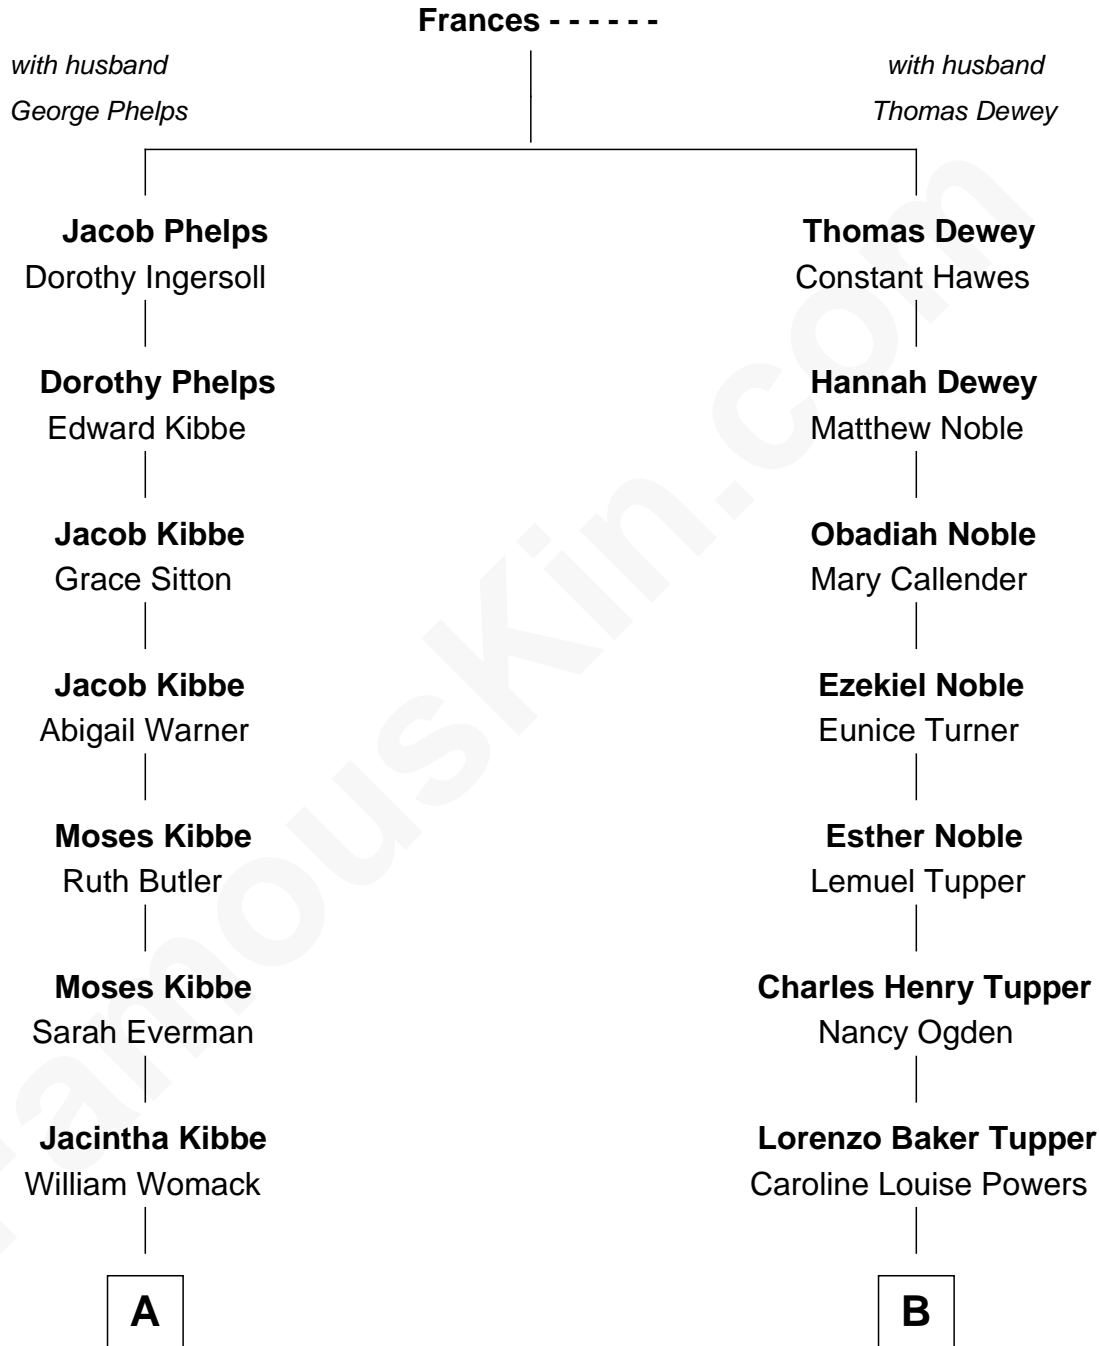 Frances - - - - - -
with husband
George Phelps
with husband
Thomas Dewey
Jacob Phelps
Dorothy Ingersoll
Thomas Dewey
Constant Hawes
Dorothy Phelps
Edward Kibbe
Hannah Dewey
Matthew Noble
Jacob Kibbe
Grace Sitton
Obadiah Noble
Mary Callender
Jacob Kibbe
Abigail Warner
Ezekiel Noble
Eunice Turner
Moses Kibbe
Ruth Butler
Esther Noble
Lemuel Tupper
Moses Kibbe
Sarah Everman
Charles Henry Tupper
Nancy Ogden
Jacintha Kibbe
William Womack
Lorenzo Baker Tupper
Caroline Louise Powers
A
B
FamousKin.com